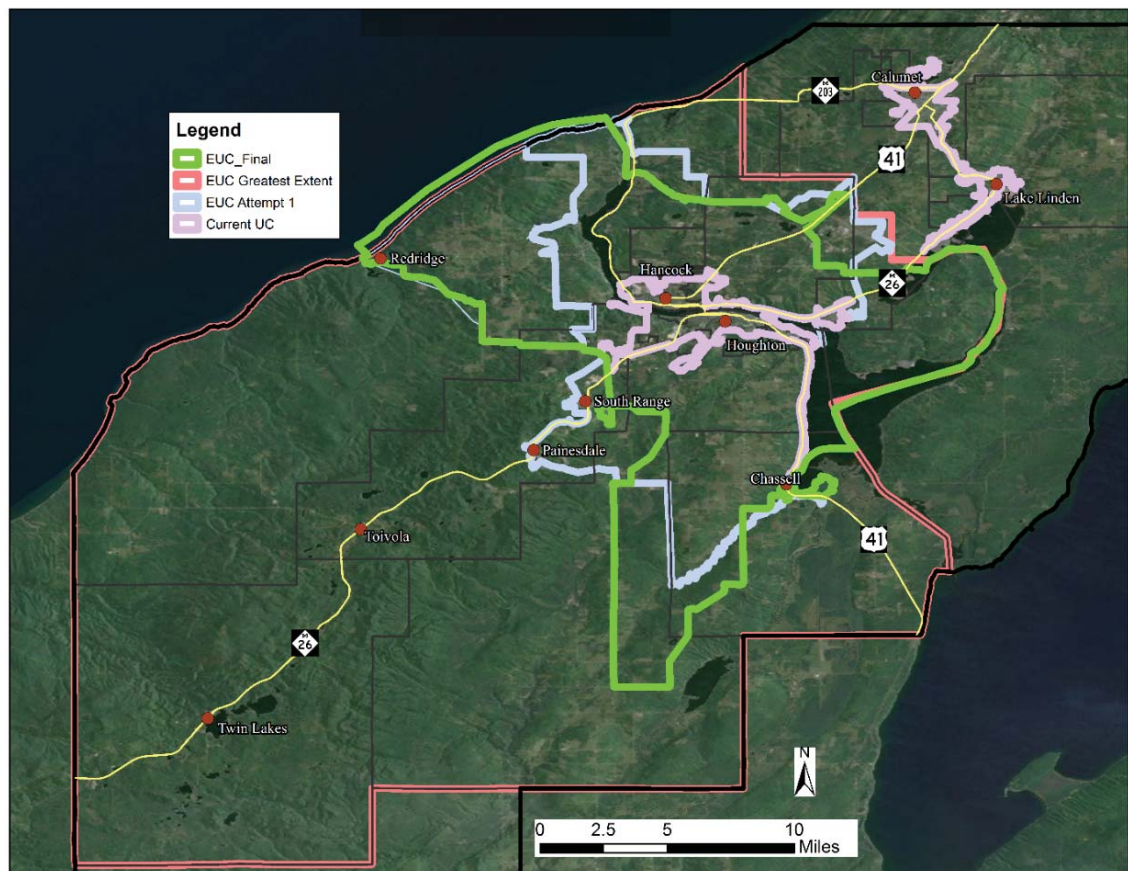 Calumet
M
203
Legend
EUC_Final
EUC Greatest Extent
EUC Attempt 1
Current UC
41
Lake Linden
Redridge
Hancock
M
26
Houghton
South Range
Painesdale
Chassell
Toivola
41
M
26
Twin Lakes
N
0 2.5 5 10
Miles